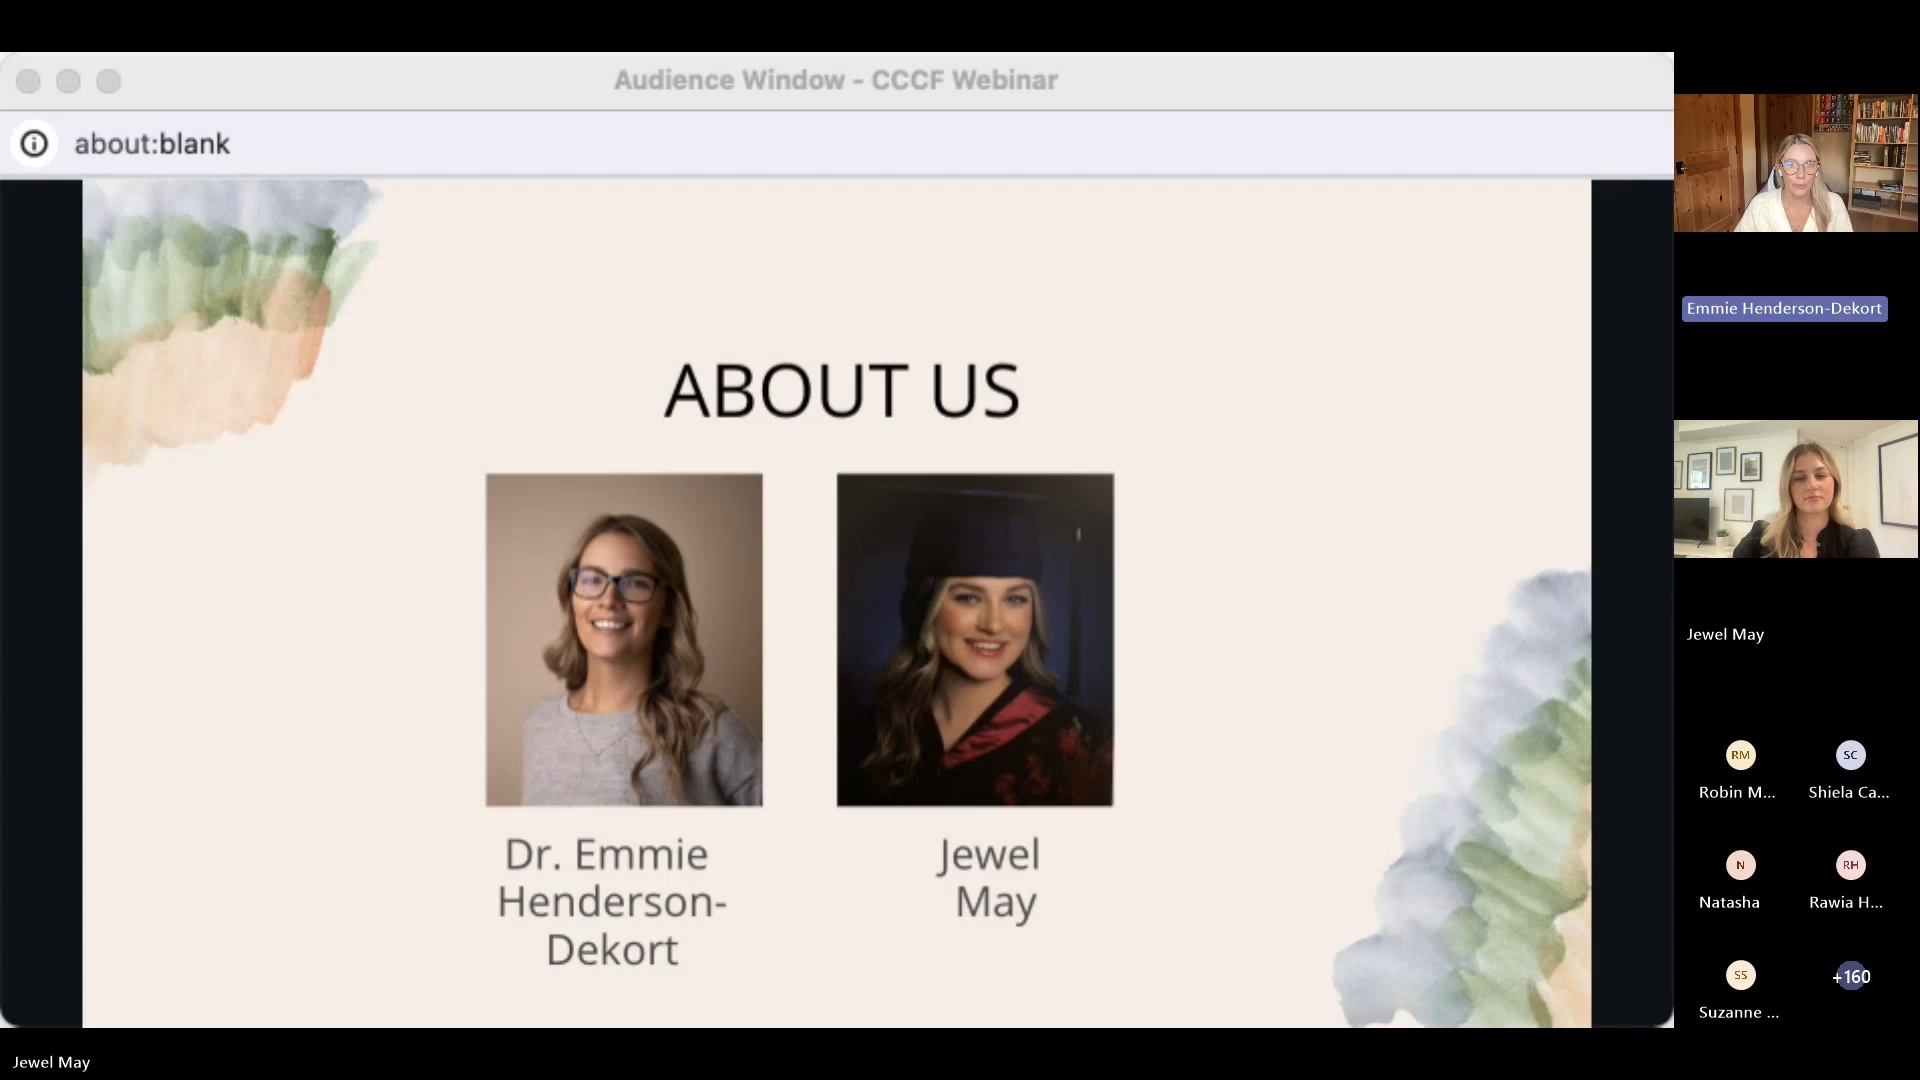 Audience Window - CCCF Webinar
about:blank
ABOUT US
Dr. Emmie
Henderson-
Dekort
Jewel
May
Emmie Henderson-Dekort
Jewel May
RM
Robin M...
SC
Shiela Ca...
N
Natasha
RH
Rawia H...
SS
Suzanne ...
+160
Jewel May